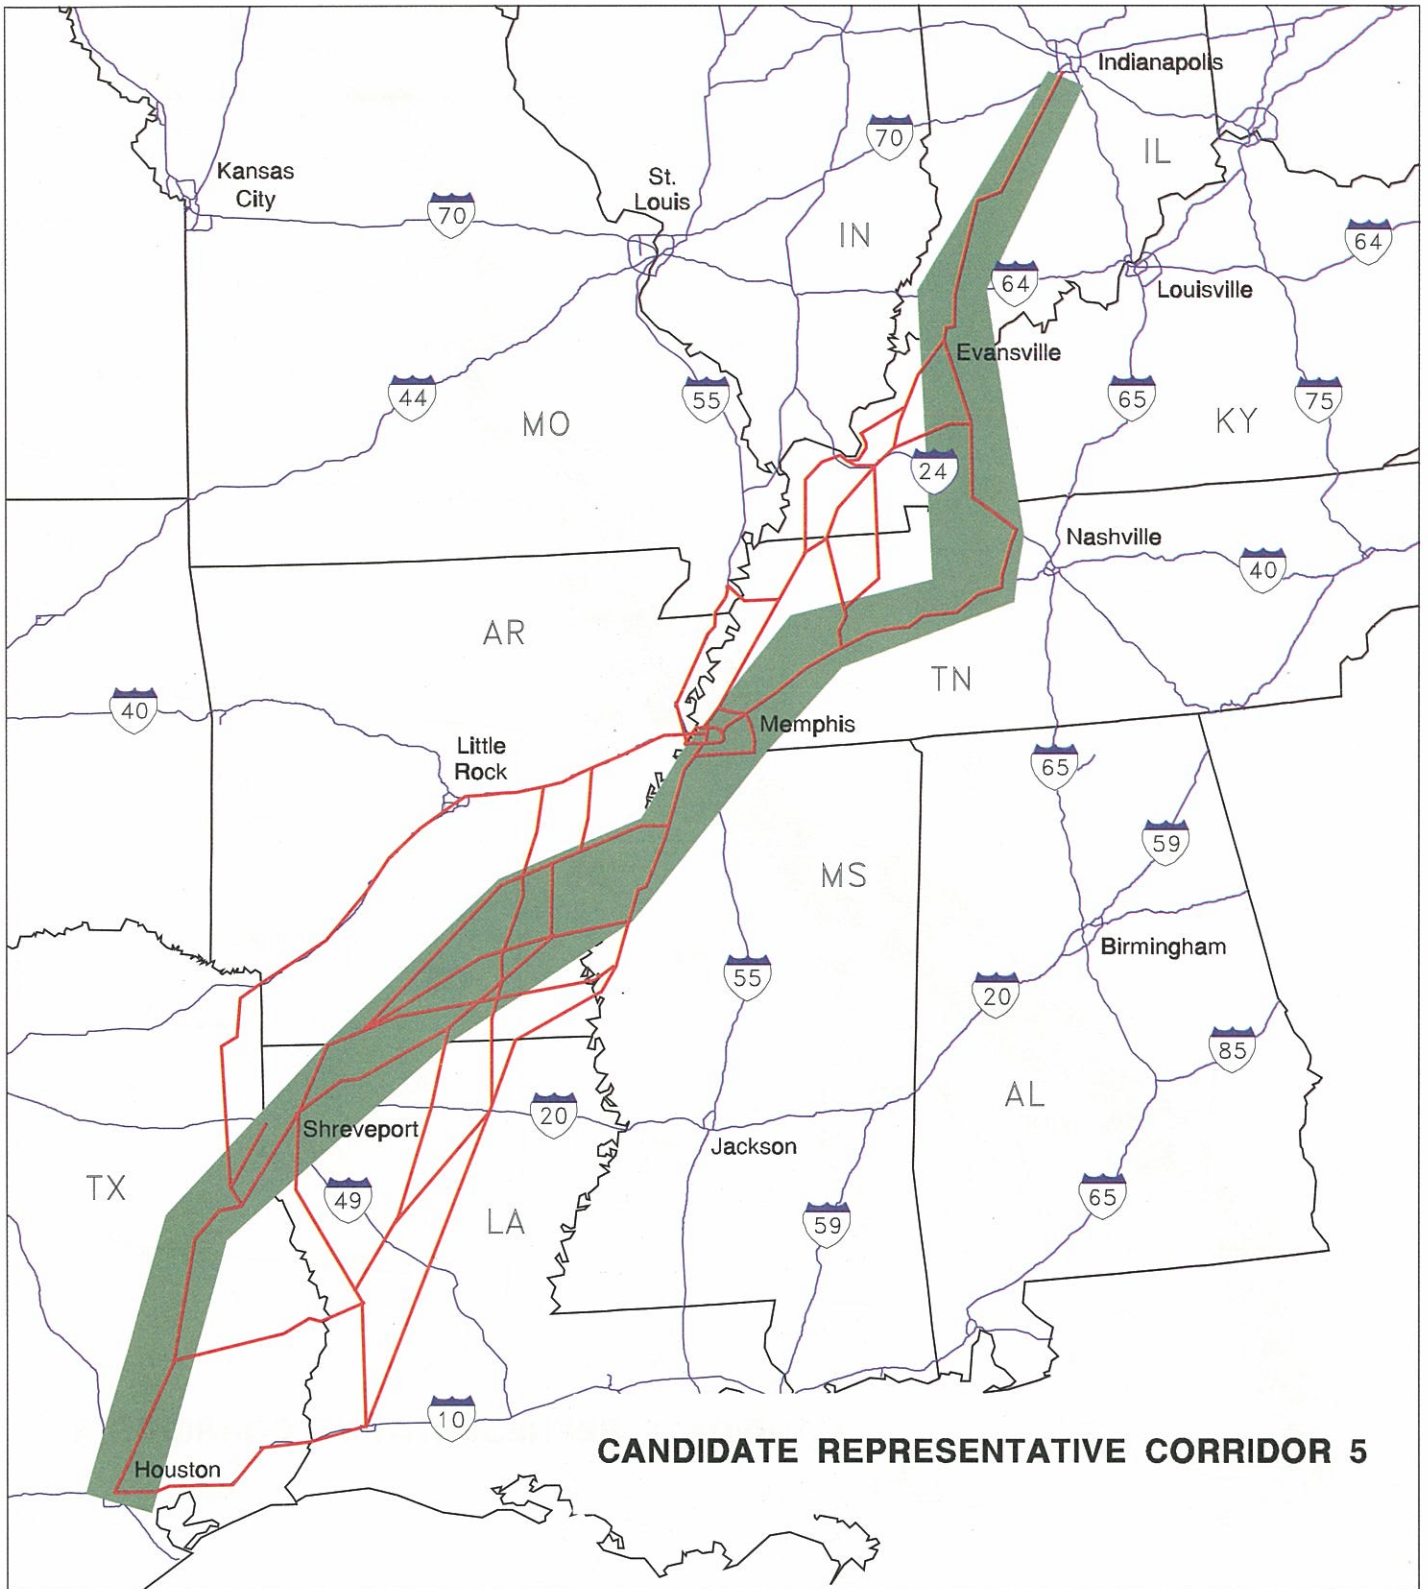 Indianapolis
70
IL
Kansas
City
St.
Louis
70
IN
64
64
Louisville
Evansville
44
55
65
75
MO
KY
24
Nashville
40
AR
TN
40
Memphis
Little
Rock
65
59
MS
Birmingham
55
20
85
AL
20
Shreveport
Jackson
TX
49
65
LA
59
10
CANDIDATE REPRESENTATIVE CORRIDOR 5
Houston